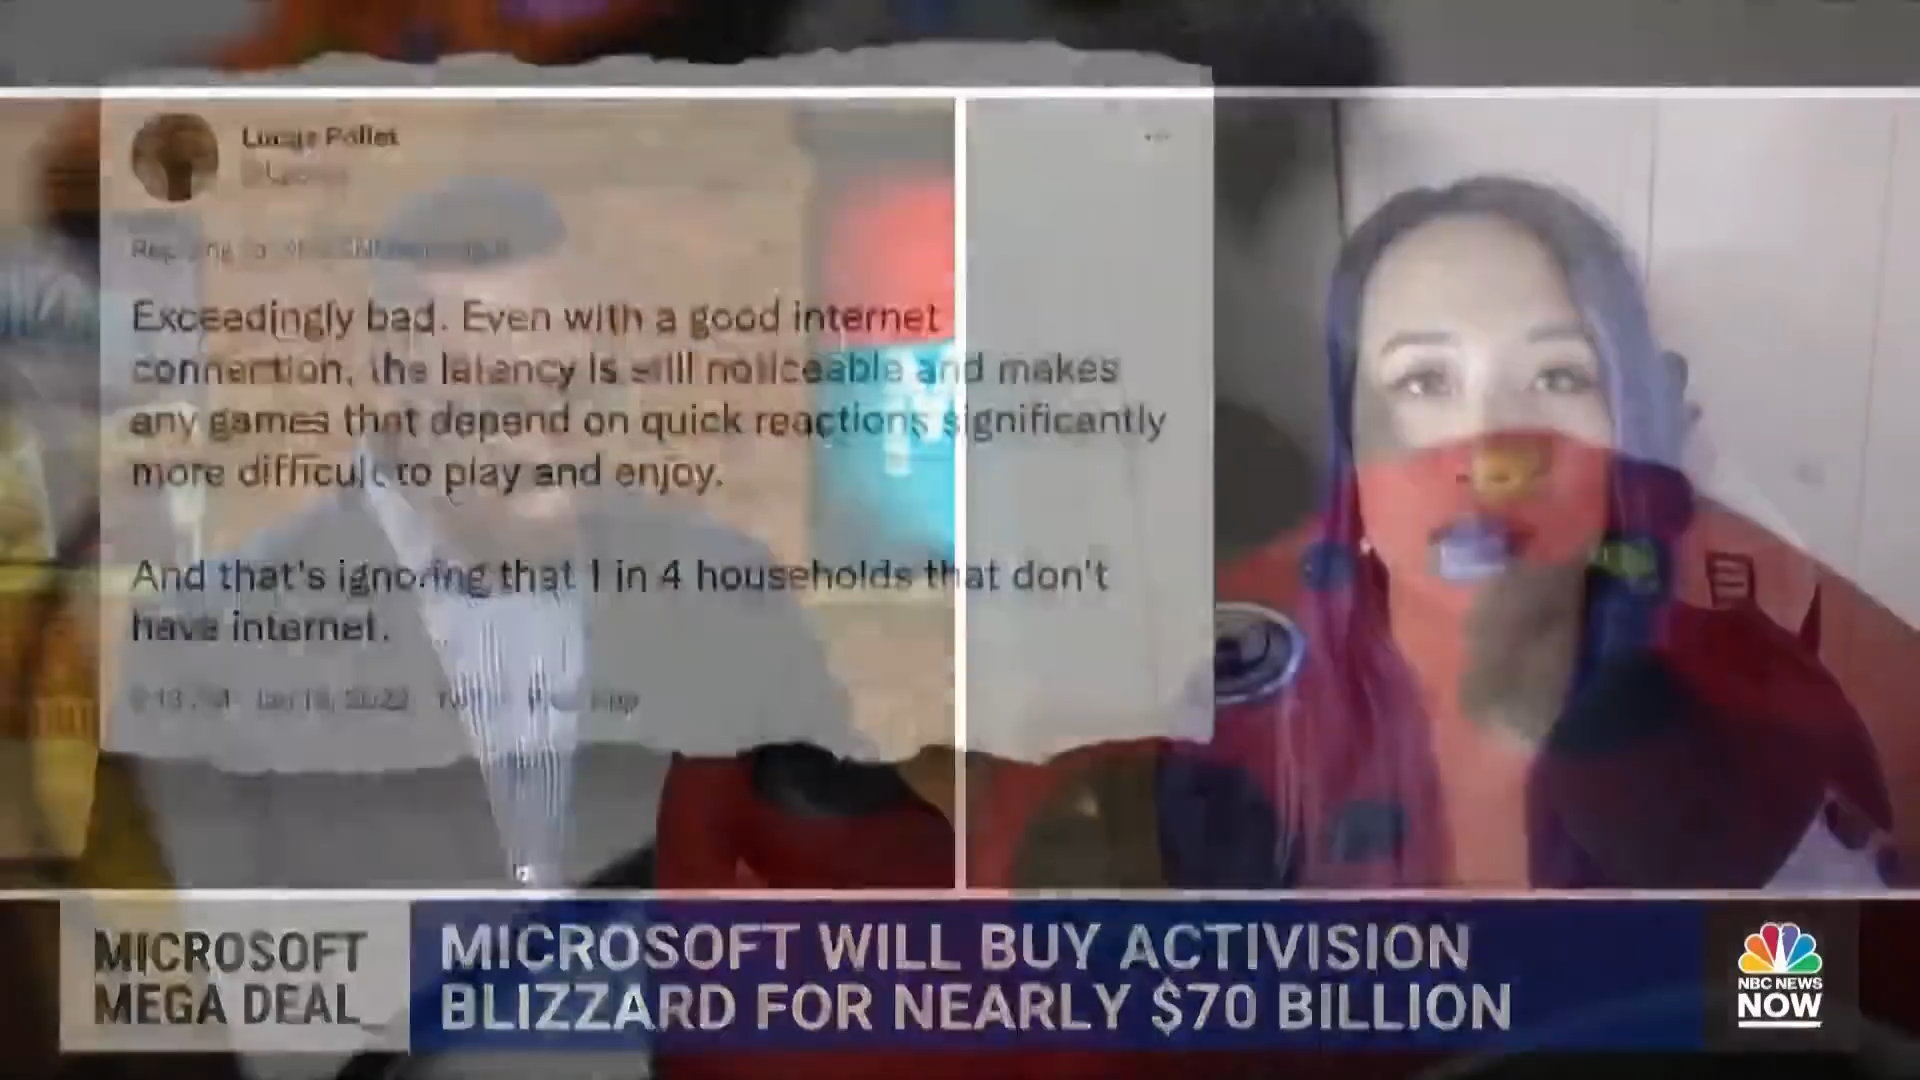 Exceedingly bad. Even with a good internet
connection, the latency is still noticeable and makes
any games that depend on quick reactions significantly
more difficult to play and enjoy.
And that's ignoring that 1 in 4 households that don't
have internet.
MICROSOFT
MEGA DEAL_
MICROSOFT WILL BUY ACTIVISION
BLIZZARD FOR NEARLY $70 BILLION
NBC NEWS
NOW